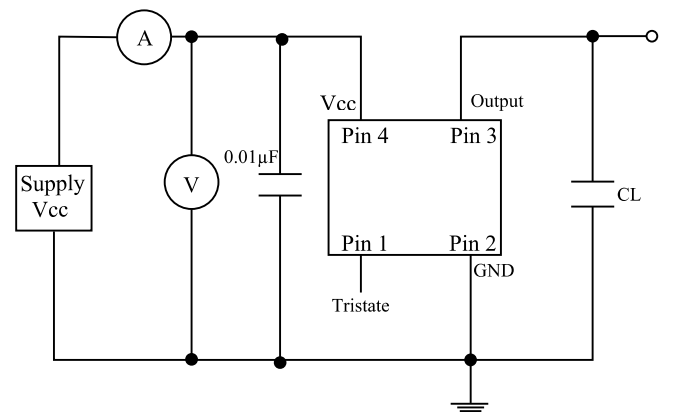 A
Vcc
Output
Pin 4
Pin 3
0.01µF
Supply
Vcc
V
CL
Pin 1
Pin 2
GND
Tristate